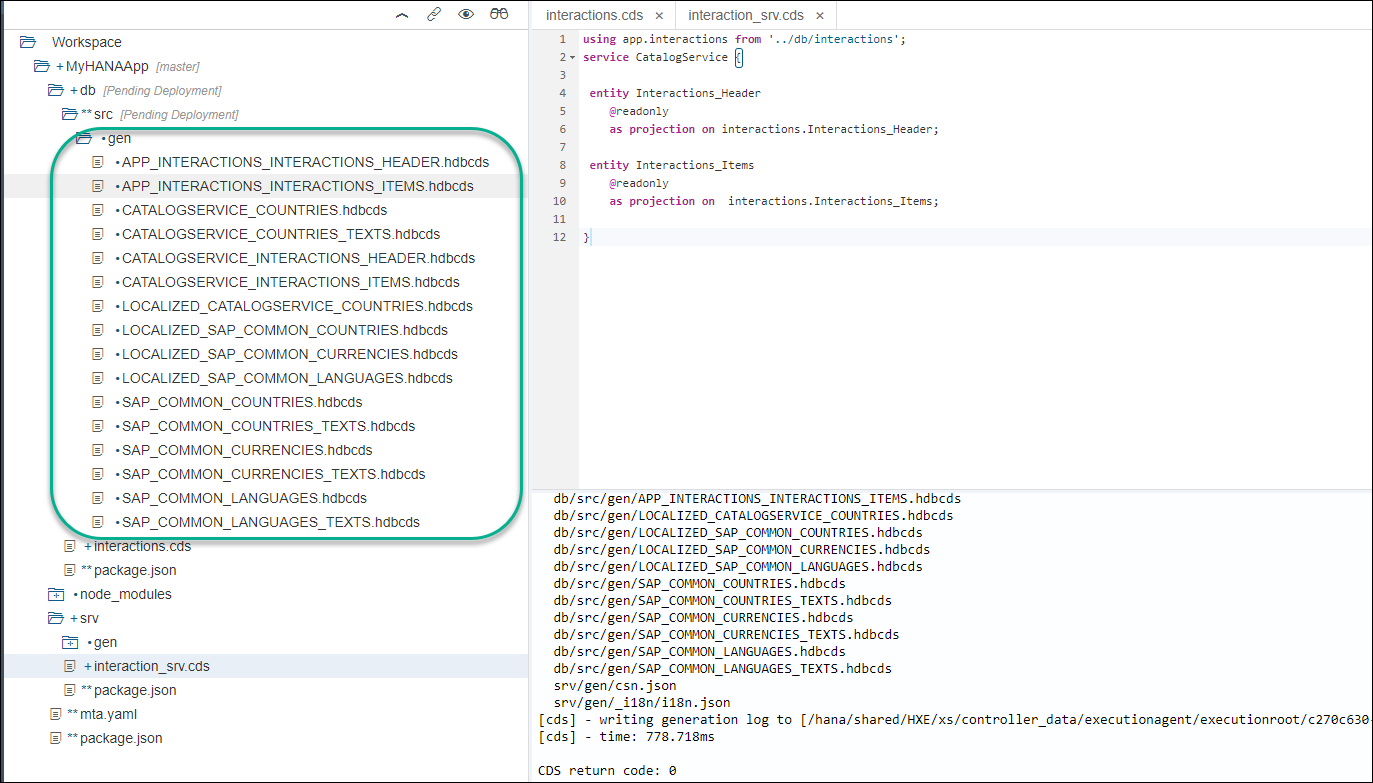 Workspace
+MyHANAApp [master]
+db [Pending Deployment]
**src [Pending Deployment]
•gen
•APP_INTERACTIONS_INTERACTIONS_HEADER.hdbcds
•APP_INTERACTIONS_INTERACTIONS_ITEMS.hdbcds
•CATALOGSERVICE_COUNTRIES.hdbcds
•CATALOGSERVICE_COUNTRIES_TEXTS.hdbcds
•CATALOGSERVICE_INTERACTIONS_HEADER.hdbcds
•CATALOGSERVICE_INTERACTIONS_ITEMS.hdbcds
•LOCALIZED_CATALOGSERVICE_COUNTRIES.hdbcds
•LOCALIZED_SAP_COMMON_COUNTRIES.hdbcds
•LOCALIZED_SAP_COMMON_CURRENCIES.hdbcds
•LOCALIZED_SAP_COMMON_LANGUAGES.hdbcds
•SAP_COMMON_COUNTRIES.hdbcds
•SAP_COMMON_COUNTRIES_TEXTS.hdbcds
•SAP_COMMON_CURRENCIES.hdbcds
•SAP_COMMON_CURRENCIES_TEXTS.hdbcds
•SAP_COMMON_LANGUAGES.hdbcds
•SAP_COMMON_LANGUAGES_TEXTS.hdbcds
+interactions.cds
**package.json
•node_modules
+srv
•gen
+interaction_srv.cds
**package.json
**mta.yaml
**package.json
interactions.cds × interaction_srv.cds ×
1 using app.interactions from '../db/interactions';
2 service CatalogService {
3
4 entity Interactions_Header
5 @readonly
6 as projection on interactions.Interactions_Header;
7
8 entity Interactions_Items
9 @readonly
10 as projection on interactions.Interactions_Items;
11
12 }
db/src/gen/APP_INTERACTIONS_INTERACTIONS_ITEMS.hdbcds
db/src/gen/LOCALIZED_CATALOGSERVICE_COUNTRIES.hdbcds
db/src/gen/LOCALIZED_SAP_COMMON_COUNTRIES.hdbcds
db/src/gen/LOCALIZED_SAP_COMMON_CURRENCIES.hdbcds
db/src/gen/LOCALIZED_SAP_COMMON_LANGUAGES.hdbcds
db/src/gen/SAP_COMMON_COUNTRIES.hdbcds
db/src/gen/SAP_COMMON_COUNTRIES_TEXTS.hdbcds
db/src/gen/SAP_COMMON_CURRENCIES.hdbcds
db/src/gen/SAP_COMMON_CURRENCIES_TEXTS.hdbcds
db/src/gen/SAP_COMMON_LANGUAGES.hdbcds
db/src/gen/SAP_COMMON_LANGUAGES_TEXTS.hdbcds
srv/gen/csn.json
srv/gen/_i18n/i18n.json
[cds] - writing generation log to [/hana/shared/HXE/xs/controller_data/executionagent/executionroot/c270c630-
[cds] - time: 778.718ms
CDS return code: 0